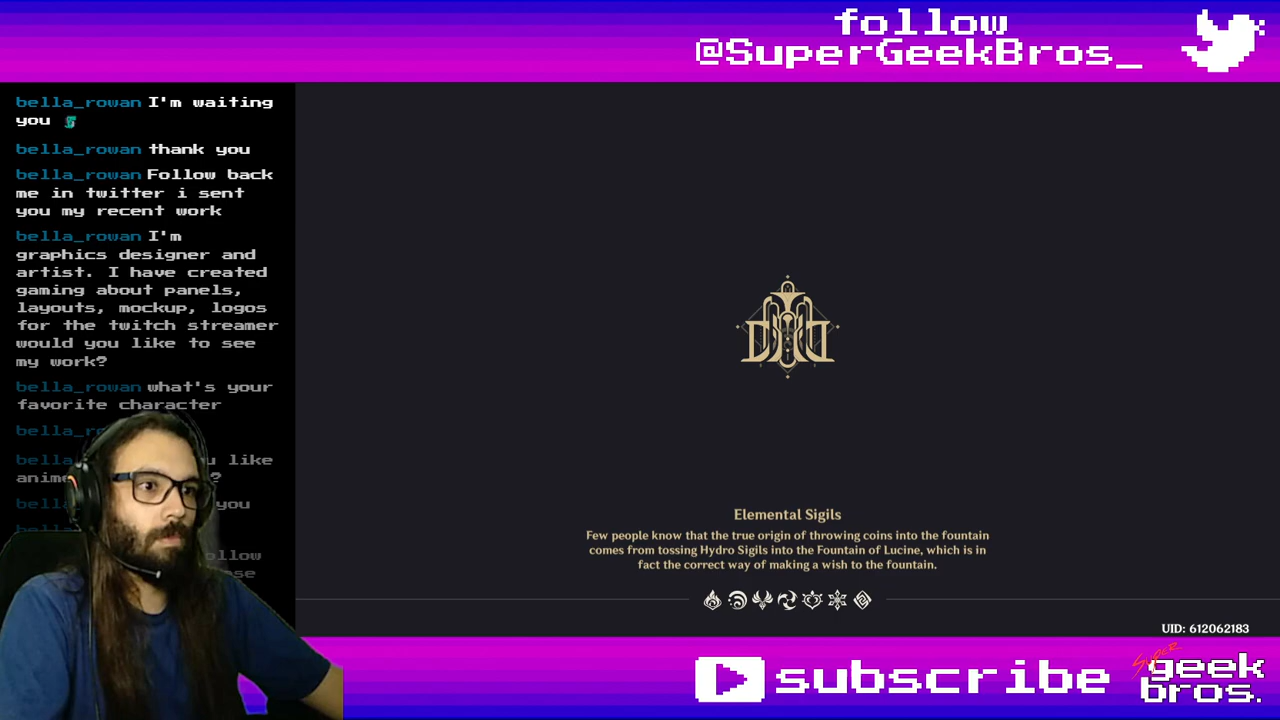 follow
@SuperGeekBros_
bella_rowan I'm waiting
you
bella_rowan thank you
bella_rowan Follow back
me in twitter i sent
you my recent work
bella_rowan I'm
graphics designer and
artist. I have created
gaming about panels,
layouts, mockup, logos
for the twitch streamer
would you like to see
my work?
bella_rowan what's your
favorite character
like
anime ?
you
Elemental Sigils
Few people know that the true origin of throwing coins into the fountain
comes from tossing Hydro Sigils into the Fountain of Lucine, which is in
fact the correct way of making a wish to the fountain.
UID: 612062183
subscribe
SUPER
geek
bros.